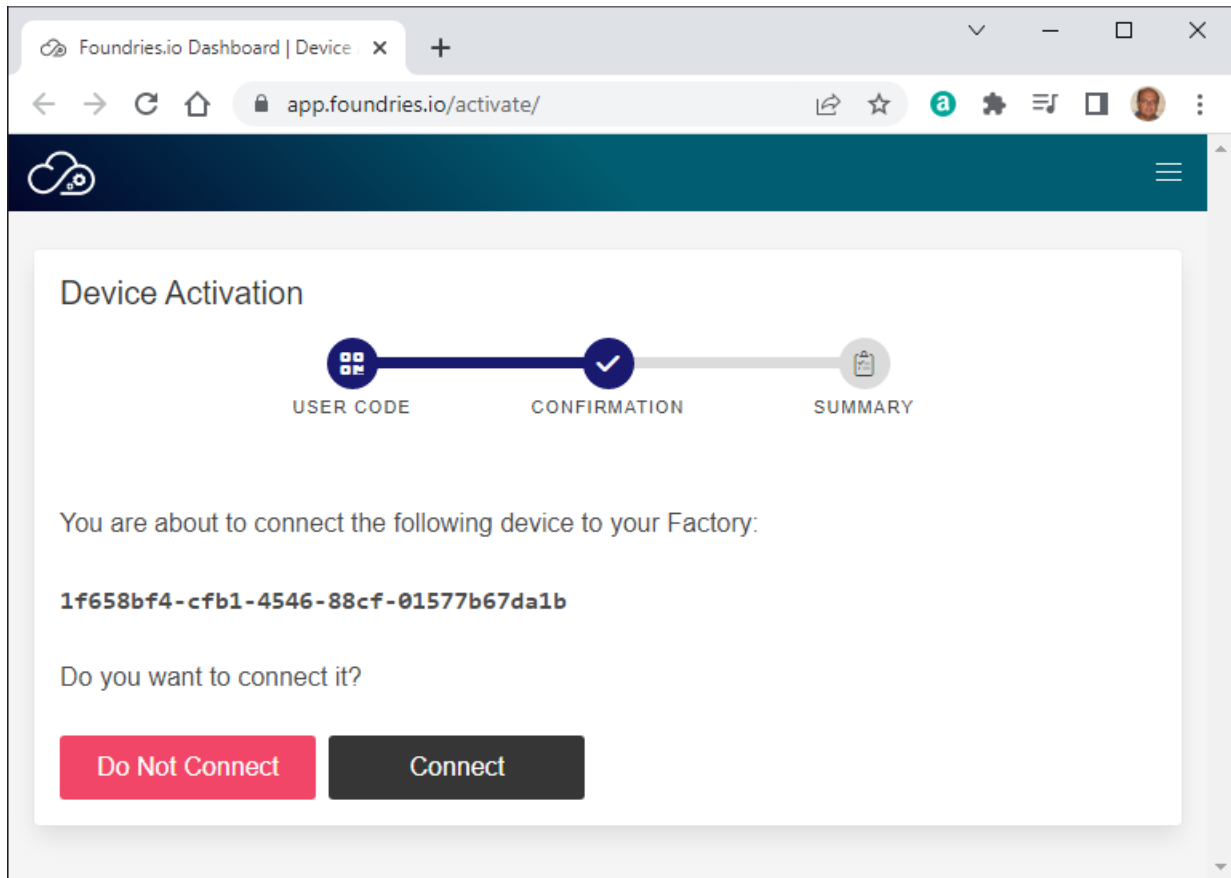 Foundries.io Dashboard | Device
app.foundries.io/activate/
a
Device Activation
USER CODE
CONFIRMATION
SUMMARY
You are about to connect the following device to your Factory:
1f658bf4-cfb1-4546-88cf-01577b67da1b
Do you want to connect it?
Do Not Connect
Connect